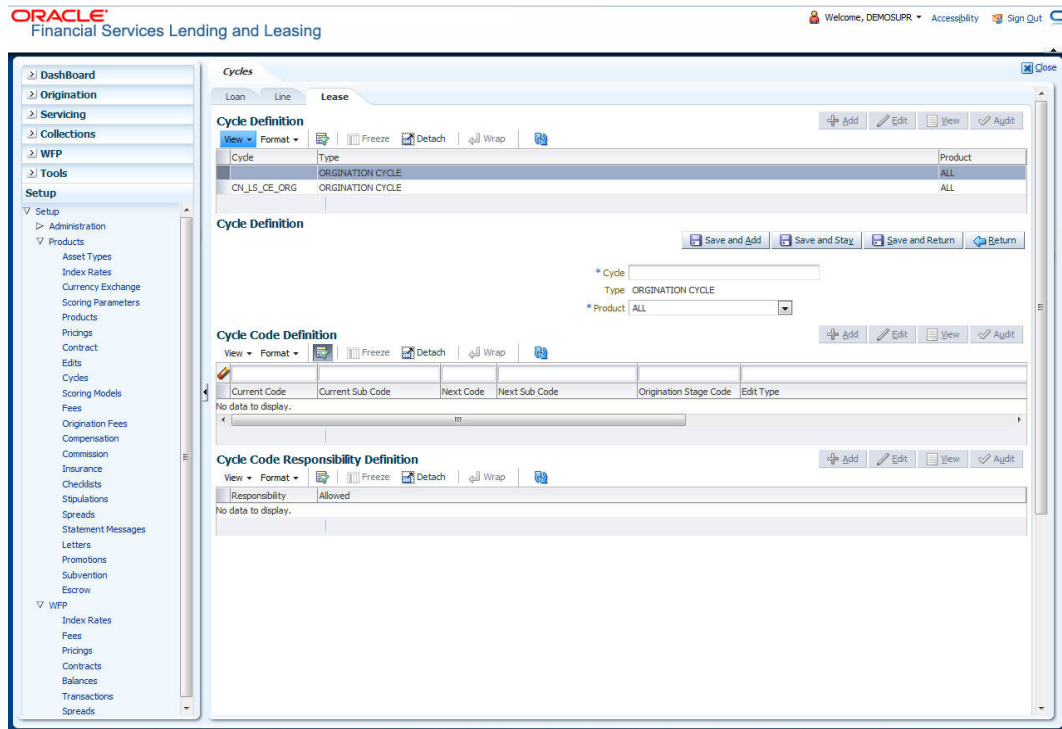 ORACLE
Financial Services Lending and Leasing
Welcome, DEMOSUPR Accessibility Sign Out
DashBoard
Origination
Servicing
Collections
WFP
Tools
Setup
Setup
Administration
Products
Asset Types
Index Rates
Currency Exchange
Scoring Parameters
Products
Pricings
Contract
Edits
Cycles
Scoring Models
Fees
Origination Fees
Compensation
Commission
Insurance
Checklists
Stipulations
Spreads
Statement Messages
Letters
Promotions
Subvention
Escrow
WFP
Index Rates
Fees
Pricings
Contracts
Balances
Transactions
Spreads
Cycles
Close
Loan Line Lease
Cycle Definition
Add Edit View Audit
View Format Freeze Detach Wrap
Cycle Type Product
ORGINATION CYCLE ALL
CN_LS_CE_ORG ORGINATION CYCLE ALL
Cycle Definition
Save and Add Save and Stay Save and Return Return
* Cycle
Type ORGINATION CYCLE
* Product ALL
Cycle Code Definition
Add Edit View Audit
View Format Freeze Detach Wrap
Current Code Current Sub Code Next Code Next Sub Code Origination Stage Code Edit Type
No data to display.
Cycle Code Responsibility Definition
Add Edit View Audit
View Format Freeze Detach Wrap
Responsibility Allowed
No data to display.